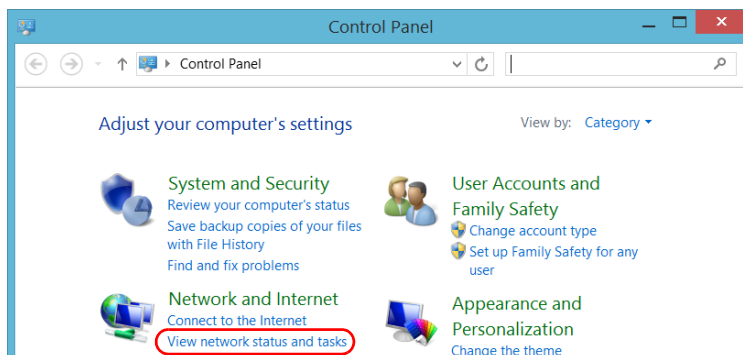 Control Panel
Control Panel
Adjust your computer's settings
View by: Category
System and Security
Review your computer's status
Save backup copies of your files
with File History
Find and fix problems
Network and Internet
Connect to the Internet
View network status and tasks
User Accounts and
Family Safety
Change account type
Set up Family Safety for any
user
Appearance and
Personalization
Change the theme